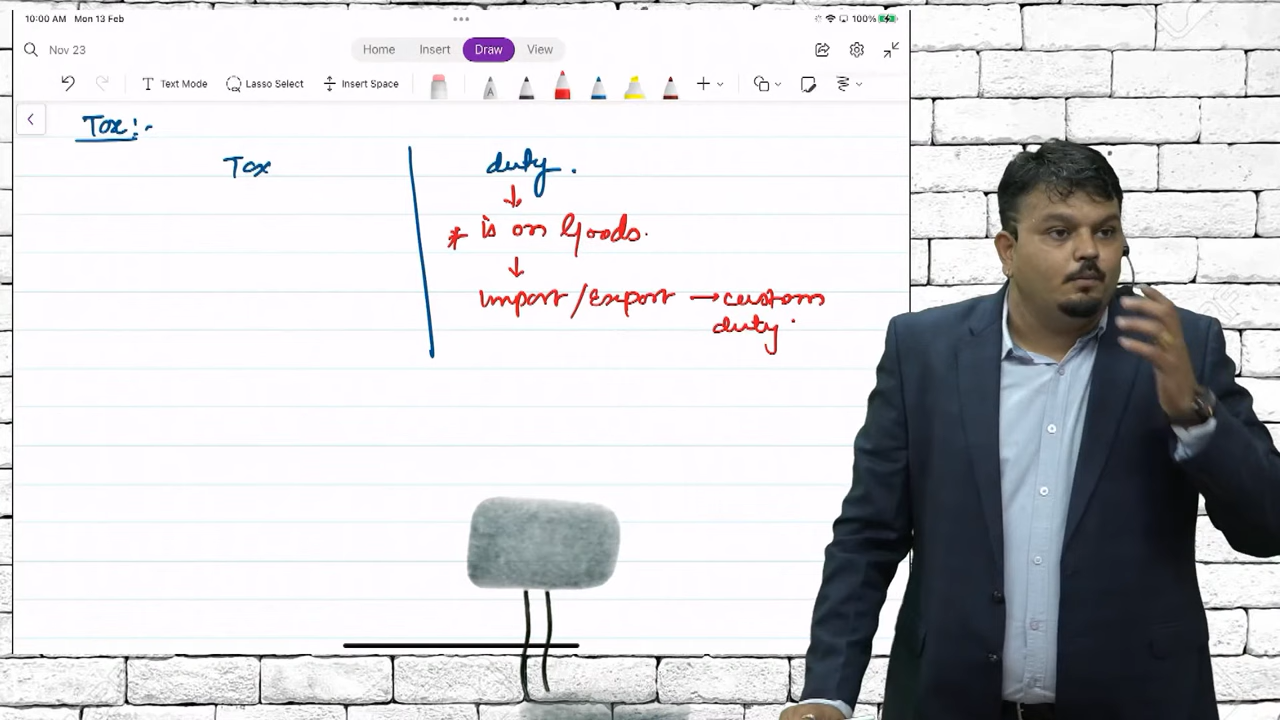 10:00 AM Mon 13 Feb
100%
Nov 23
Home Insert Draw View
Text Mode Lasso Select Insert Space
Tax:-
Tax
duty.
* is on Goods.
Import/Export → custom
duty.